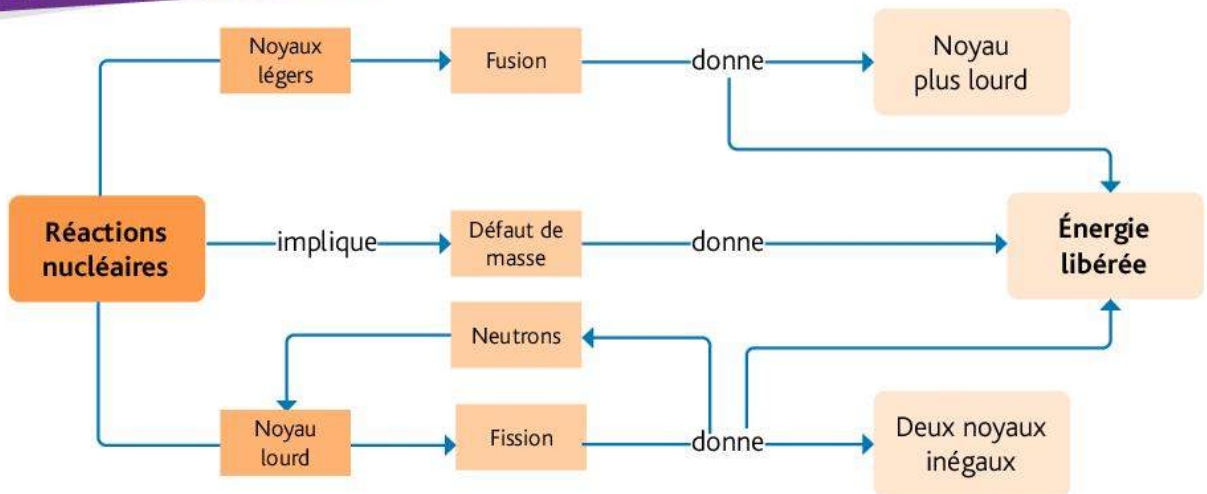 Noyaux
légers
Fusion
donne
Noyau
plus lourd
Réactions
nucléaires
implique
Défaut de
masse
donne
Énergie
libérée
Neutrons
Noyau
lourd
Fission
donne
Deux noyaux
inégaux